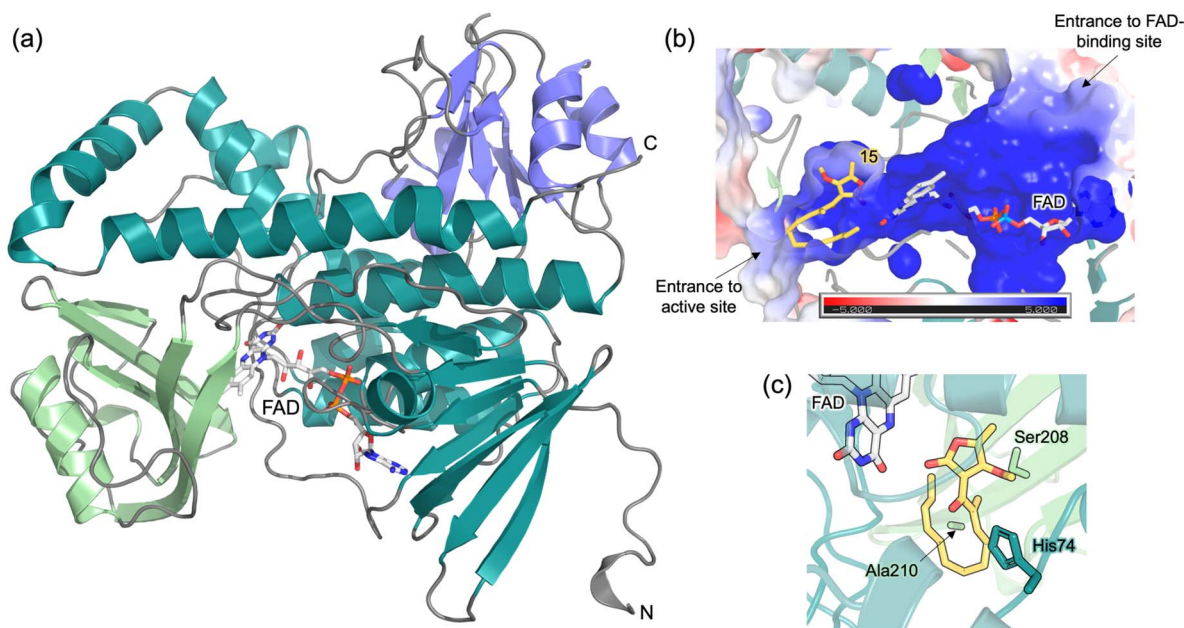 (a)
C
FAD
N
(b)
Entrance to FAD-
binding site
15
FAD
Entrance to
active site
-5.000 5.000
(c)
FAD
Ser208
His74
Ala210